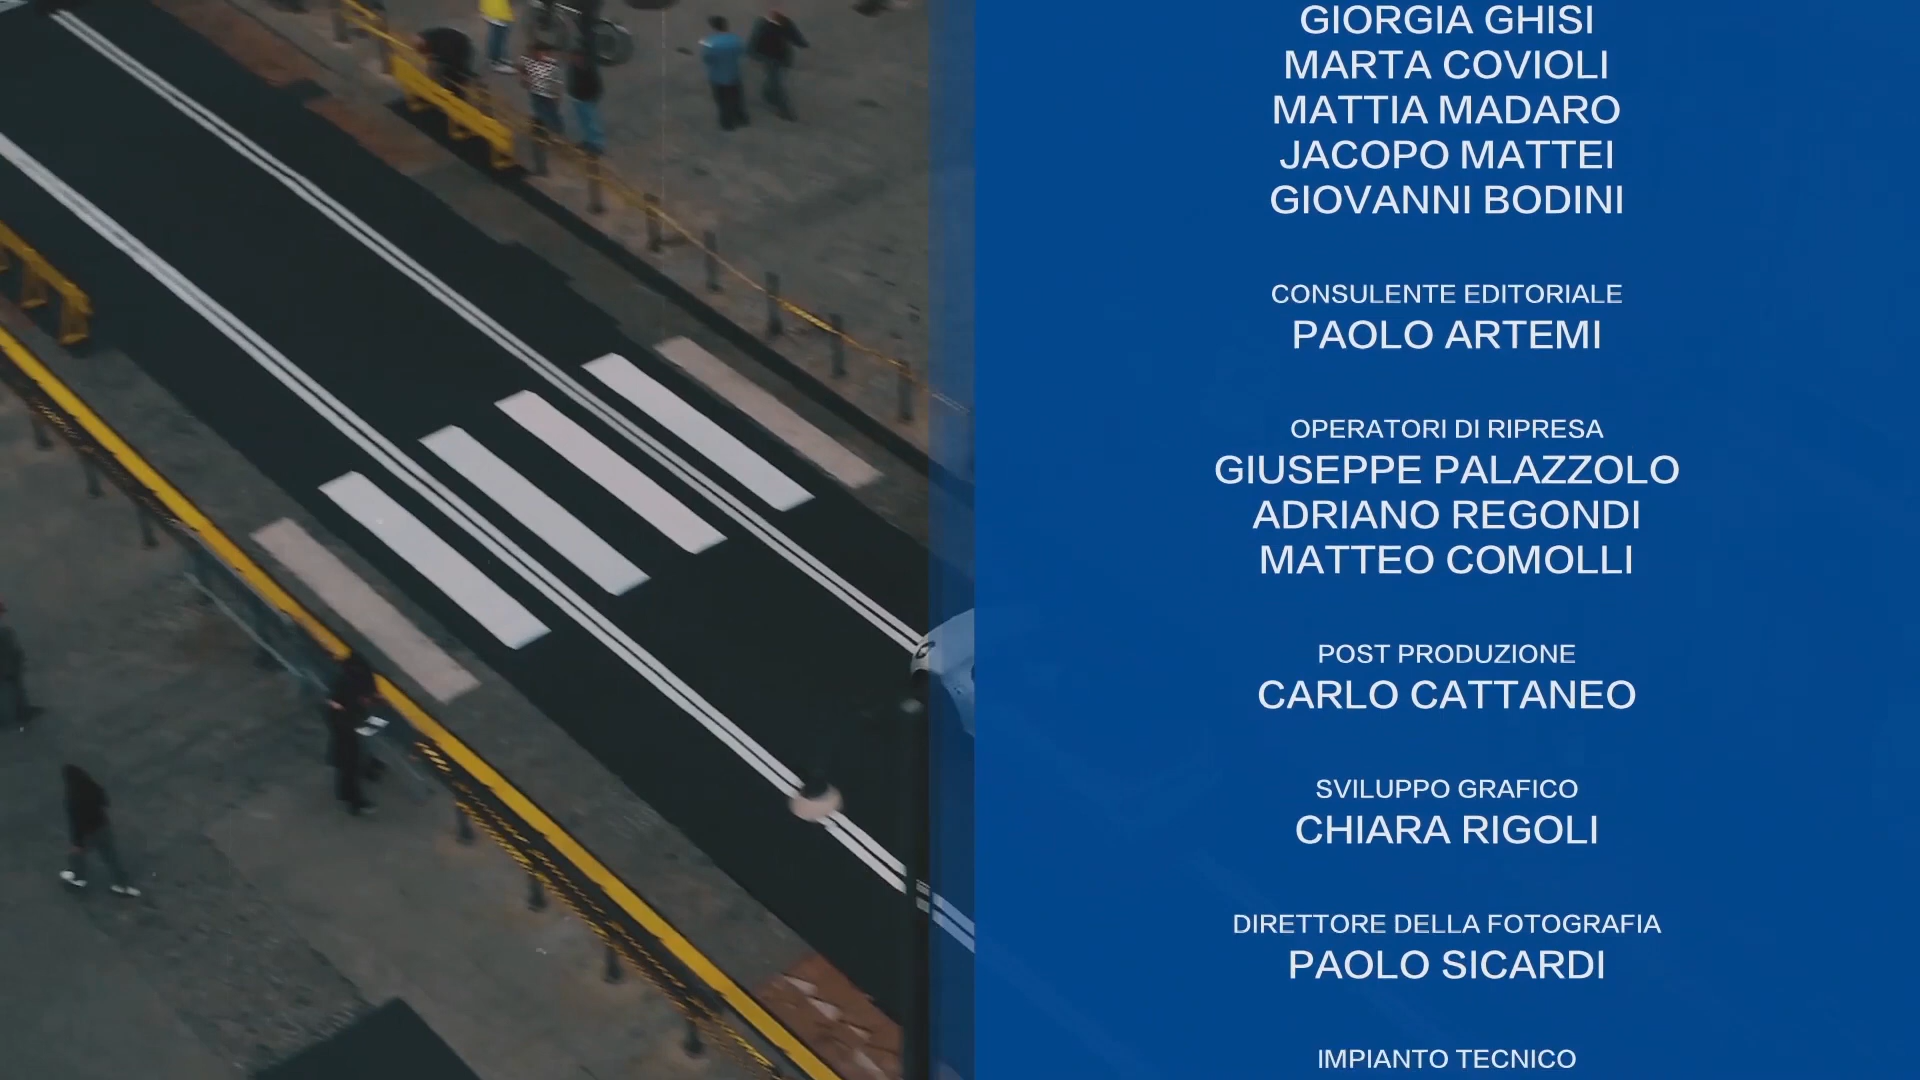 GIORGIA GHISI
MARTA COVIOLI
MATTIA MADARO
JACOPO MATTEI
GIOVANNI BODINI
CONSULENTE EDITORIALE
PAOLO ARTEMI
OPERATORI DI RIPRESA
GIUSEPPE PALAZZOLO
ADRIANO REGONDI
MATTEO COMOLLI
POST PRODUZIONE
CARLO CATTANEO
SVILUPPO GRAFICO
CHIARA RIGOLI
DIRETTORE DELLA FOTOGRAFIA
PAOLO SICARDI
IMPIANTO TECNICO